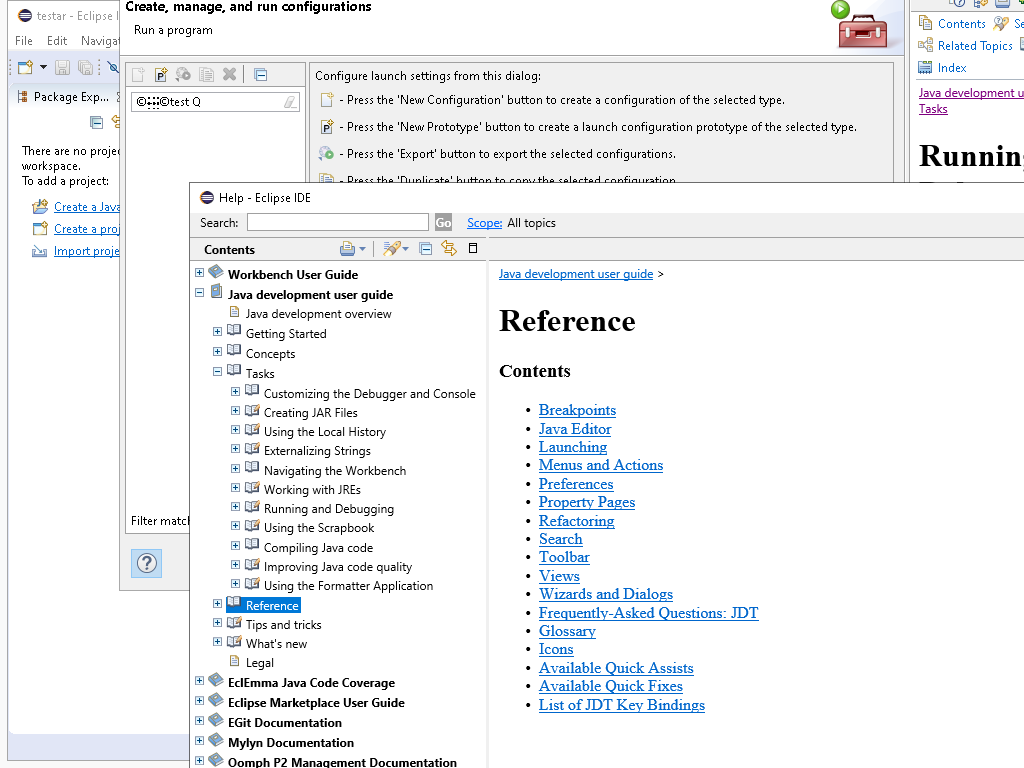 testar - Eclipse I
File Edit Navigat
Package Exp...
There are no projec
workspace.
To add a project:
Create a Java
Create a proj
Import proje
Create, manage, and run configurations
Run a program
test Q
Filter match
Configure launch settings from this dialog:
- Press the 'New Configuration' button to create a configuration of the selected type.
- Press the 'New Prototype' button to create a launch configuration prototype of the selected type.
- Press the 'Export' button to export the selected configurations.
- Press the 'Duplicate' button to copy the selected configuration.
Contents Se
Related Topics
Index
Java development u
Tasks
Running
Help - Eclipse IDE
Search: Go Scope: All topics
Contents
Workbench User Guide
Java development user guide
Java development overview
Getting Started
Concepts
Tasks
Customizing the Debugger and Console
Creating JAR Files
Using the Local History
Externalizing Strings
Navigating the Workbench
Working with JREs
Running and Debugging
Using the Scrapbook
Compiling Java code
Improving Java code quality
Using the Formatter Application
Reference
Tips and tricks
What's new
Legal
EclEmma Java Code Coverage
Eclipse Marketplace User Guide
EGit Documentation
Mylyn Documentation
Oomph P2 Management Documentation
Java development user guide >
Reference
Contents
• Breakpoints
• Java Editor
• Launching
• Menus and Actions
• Preferences
• Property Pages
• Refactoring
• Search
• Toolbar
• Views
• Wizards and Dialogs
• Frequently-Asked Questions: JDT
• Glossary
• Icons
• Available Quick Assists
• Available Quick Fixes
• List of JDT Key Bindings